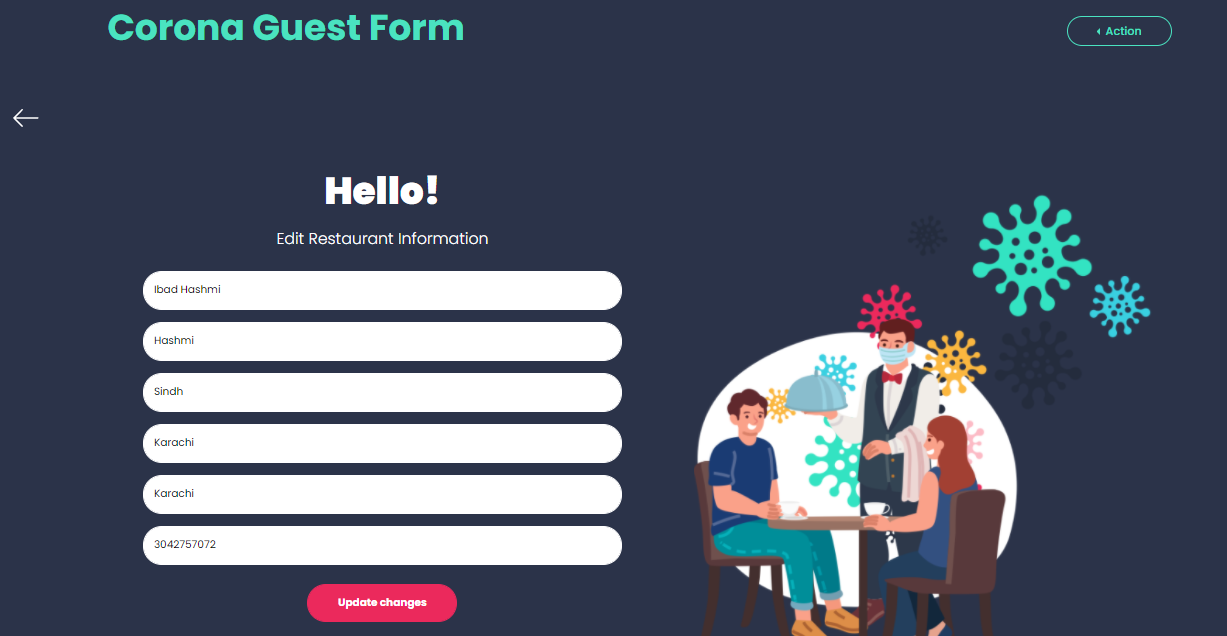 Corona Guest Form
Action
Hello!
Edit Restaurant Information
Ibad Hashmi
Hashmi
Sindh
Karachi
Karachi
3042757072
Update changes